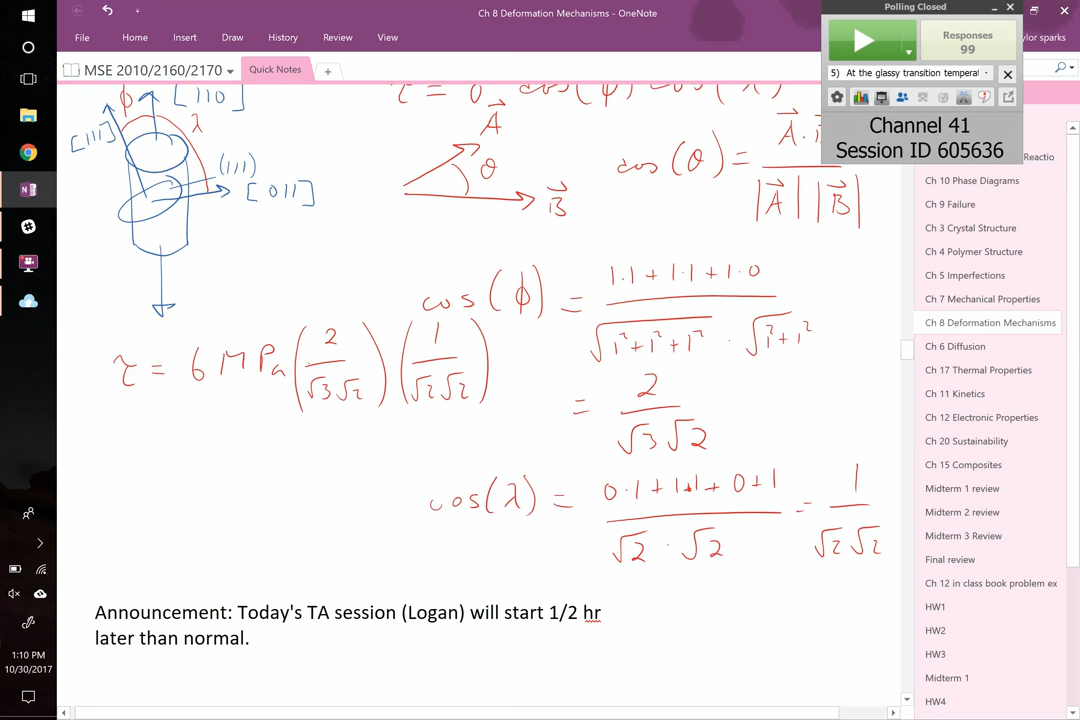 Ch 8 Deformation Mechanisms - OneNote
Polling Closed
File Home Insert Draw History Review View
ylor sparks
Responses
99
MSE 2010/2160/2170
Quick Notes
5) At the glassy transition temperat
Channel 41
Session ID 605636
φ [110]
λ
[111]
(111)
[011]
A
θ
B
cos(θ) =
|A| |B|
cos(φ) = 1·1 + 1·1 + 1·0
√1²+1²+1² · √1²+1²
τ = 6 MPa (2 / √3√2) (1 / √2√2)
= 2 / √3√2
cos(λ) = 0·1 + 1·1 + 0+1 / √2 · √2 = 1 / √2√2
Announcement: Today's TA session (Logan) will start 1/2 hr
later than normal.
Reactio
Ch 10 Phase Diagrams
Ch 9 Failure
Ch 3 Crystal Structure
Ch 4 Polymer Structure
Ch 5 Imperfections
Ch 7 Mechanical Properties
Ch 8 Deformation Mechanisms
Ch 6 Diffusion
Ch 17 Thermal Properties
Ch 11 Kinetics
Ch 12 Electronic Properties
Ch 20 Sustainability
Ch 15 Composites
Midterm 1 review
Midterm 2 review
Midterm 3 Review
Final review
Ch 12 in class book problem ex
HW1
HW2
HW3
Midterm 1
HW4
1:10 PM
10/30/2017